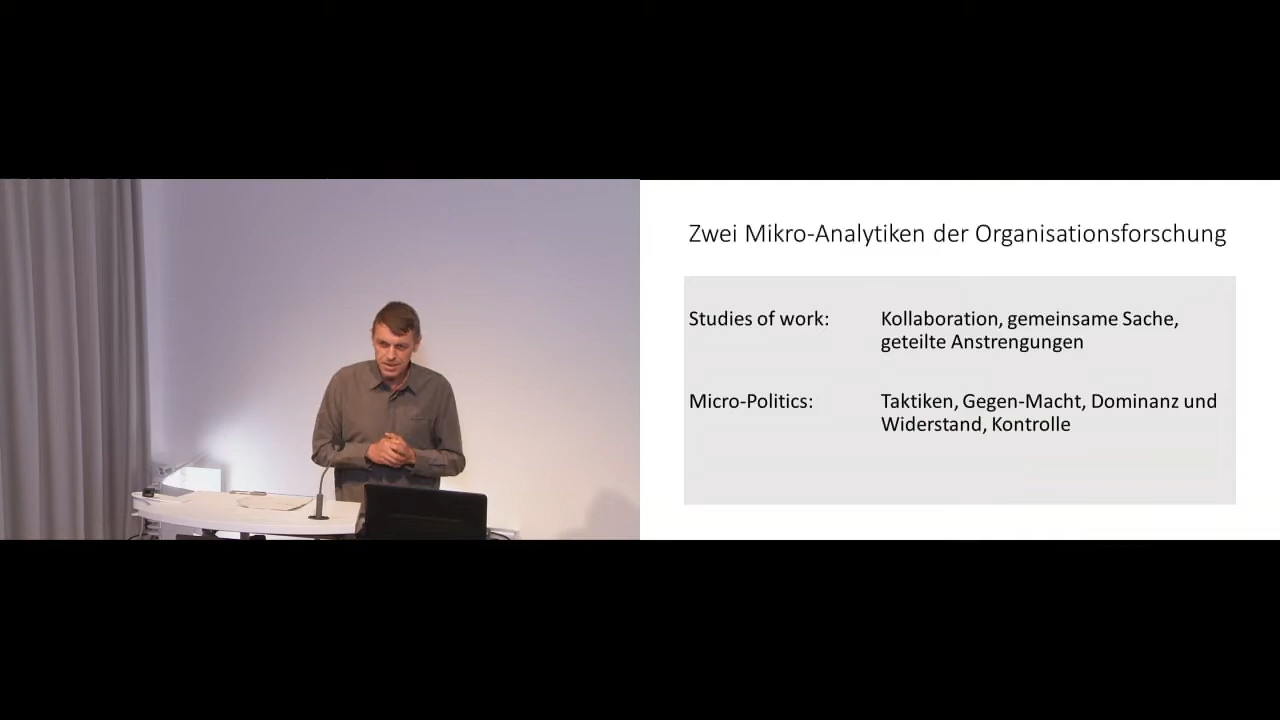 Zwei Mikro-Analytiken der Organisationsforschung
Studies of work: Kollaboration, gemeinsame Sache,
geteilte Anstrengungen
Micro-Politics: Taktiken, Gegen-Macht, Dominanz und
Widerstand, Kontrolle